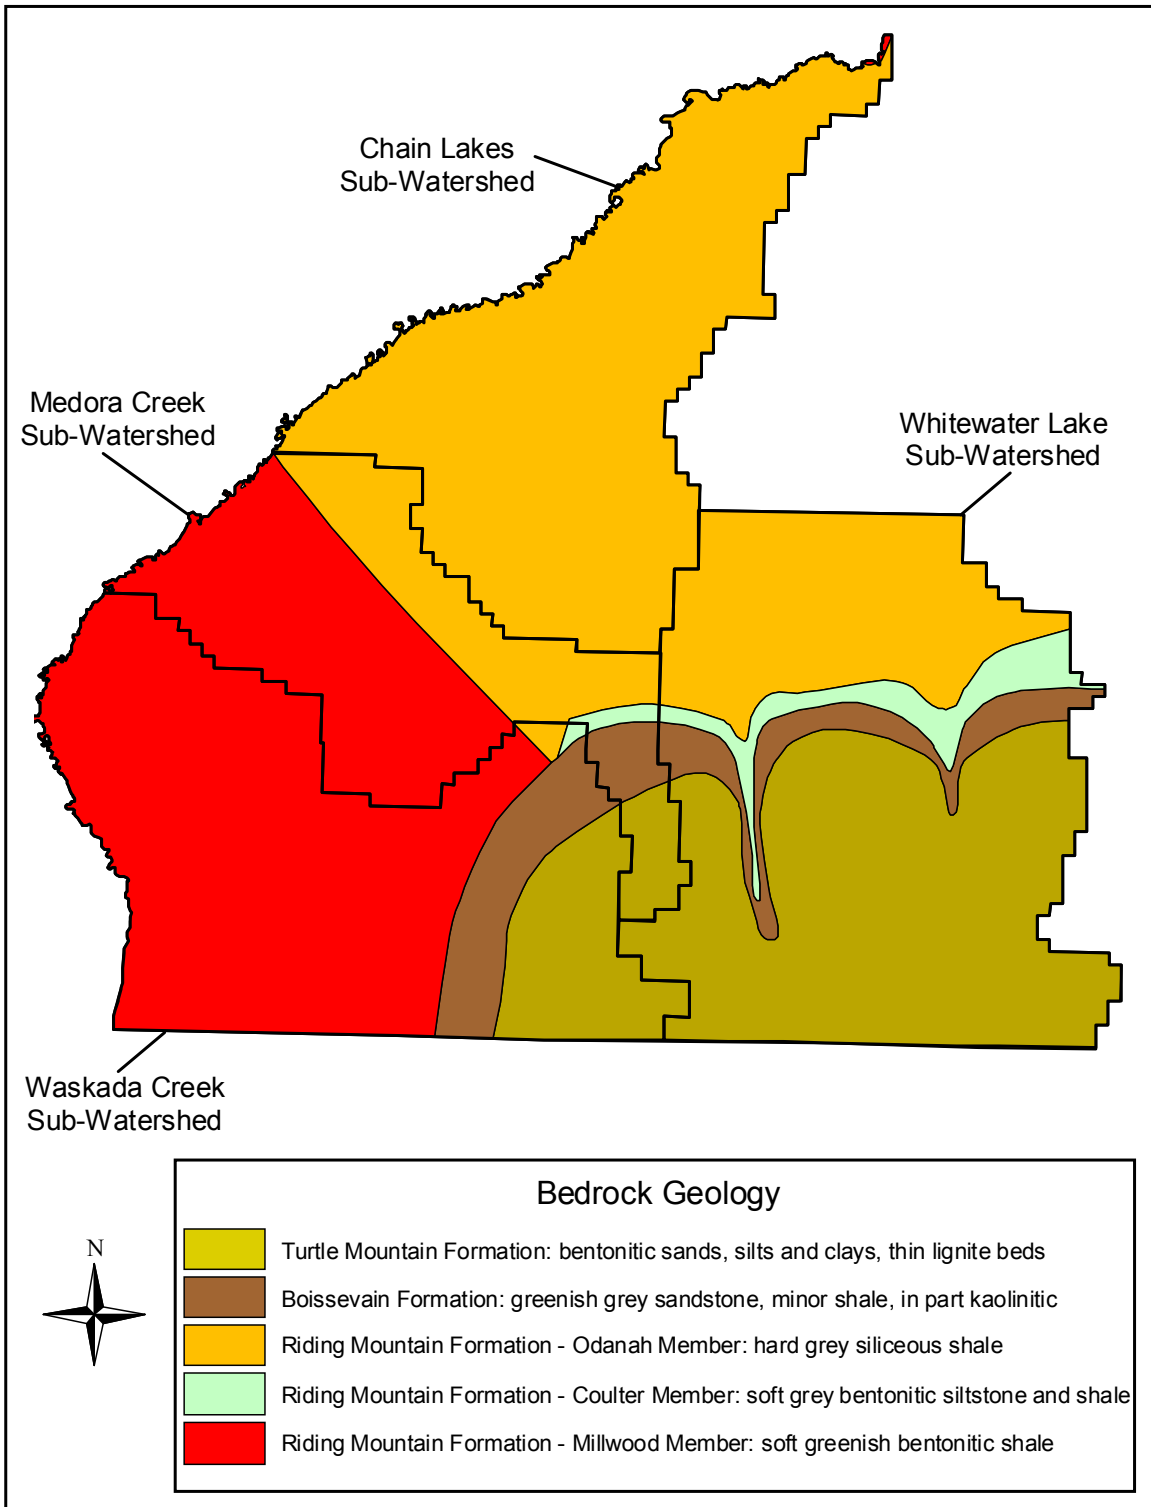 Chain Lakes
Sub-Watershed
Medora Creek
Sub-Watershed
Whitewater Lake
Sub-Watershed
Waskada Creek
Sub-Watershed
Bedrock Geology
N
Turtle Mountain Formation: bentonitic sands, silts and clays, thin lignite beds
Boissevain Formation: greenish grey sandstone, minor shale, in part kaolinitic
Riding Mountain Formation - Odanah Member: hard grey siliceous shale
Riding Mountain Formation - Coulter Member: soft grey bentonitic siltstone and shale
Riding Mountain Formation - Millwood Member: soft greenish bentonitic shale